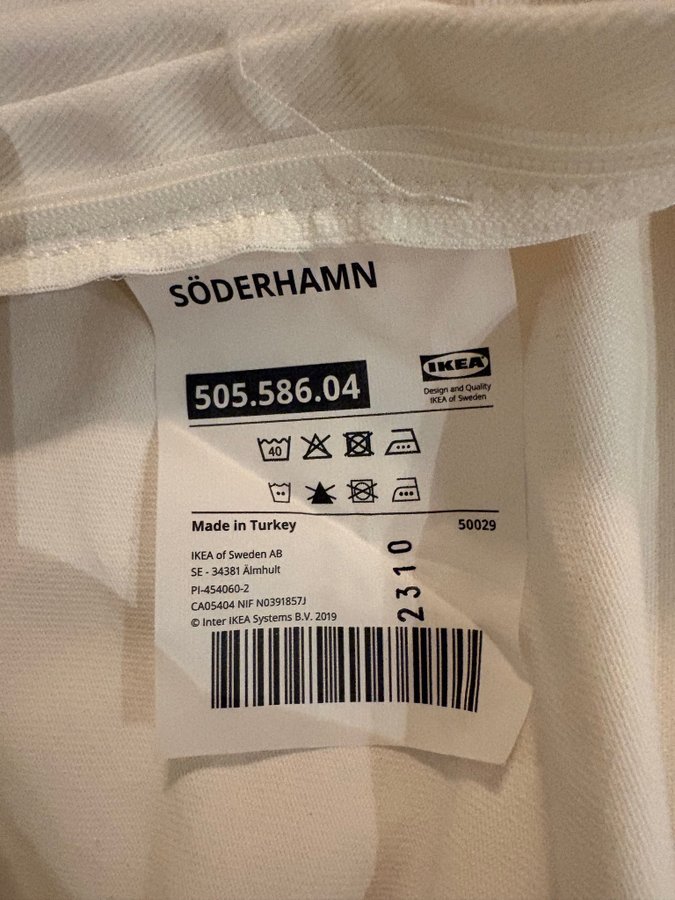 SÖDERHAMN
505.586.04
IKEA
Design and Quality
IKEA of Sweden
40
Made in Turkey
50029
IKEA of Sweden AB
SE - 34381 Älmhult
PI-454060-2
CA05404 NIF N0391857J
© Inter IKEA Systems B.V. 2019
2310